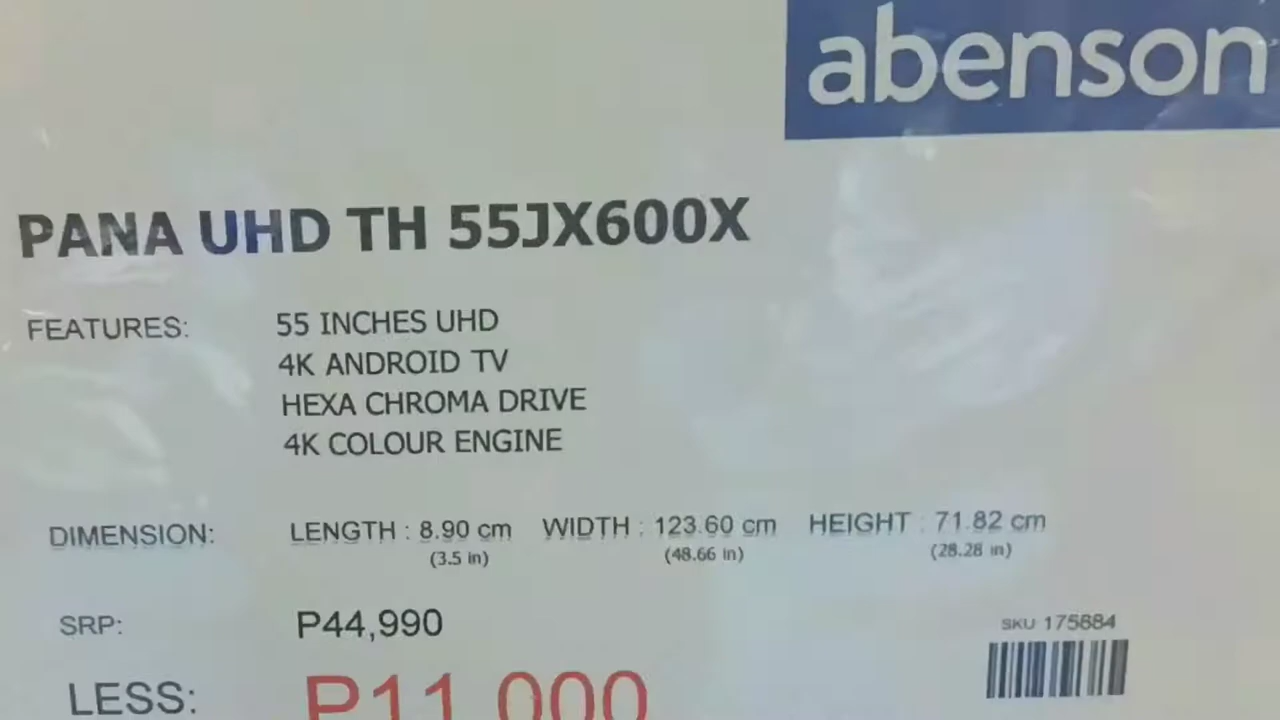 abenson
PANA UHD TH 55JX600X
FEATURES: 55 INCHES UHD
4K ANDROID TV
HEXA CHROMA DRIVE
4K COLOUR ENGINE
DIMENSION: LENGTH : 8.90 cm WIDTH : 123.60 cm HEIGHT : 71.82 cm
(3.5 in) (48.66 in) (28.28 in)
SRP: P44,990
SKU 175884
LESS: P11,000